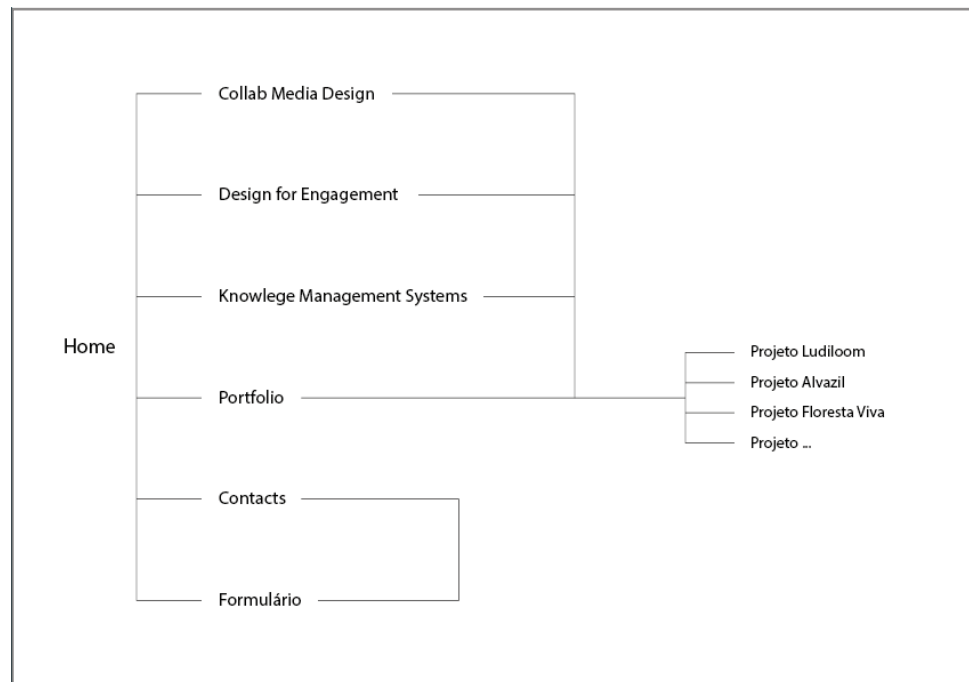 Collab Media Design
Design for Engagement
Knowlege Management Systems
Home
Projeto Ludiloom
Projeto Alvazil
Portfolio
Projeto Floresta Viva
Projeto ...
Contacts
Formulário